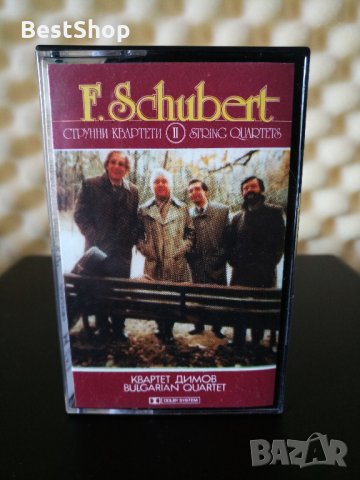 BestShop
F. Schubert
СТРУННИ КВАРТЕТИ II STRING QUARTETS
КВАРТЕТ ДИМОВ
BULGARIAN QUARTET
DOLBY SYSTEM
BAZAR